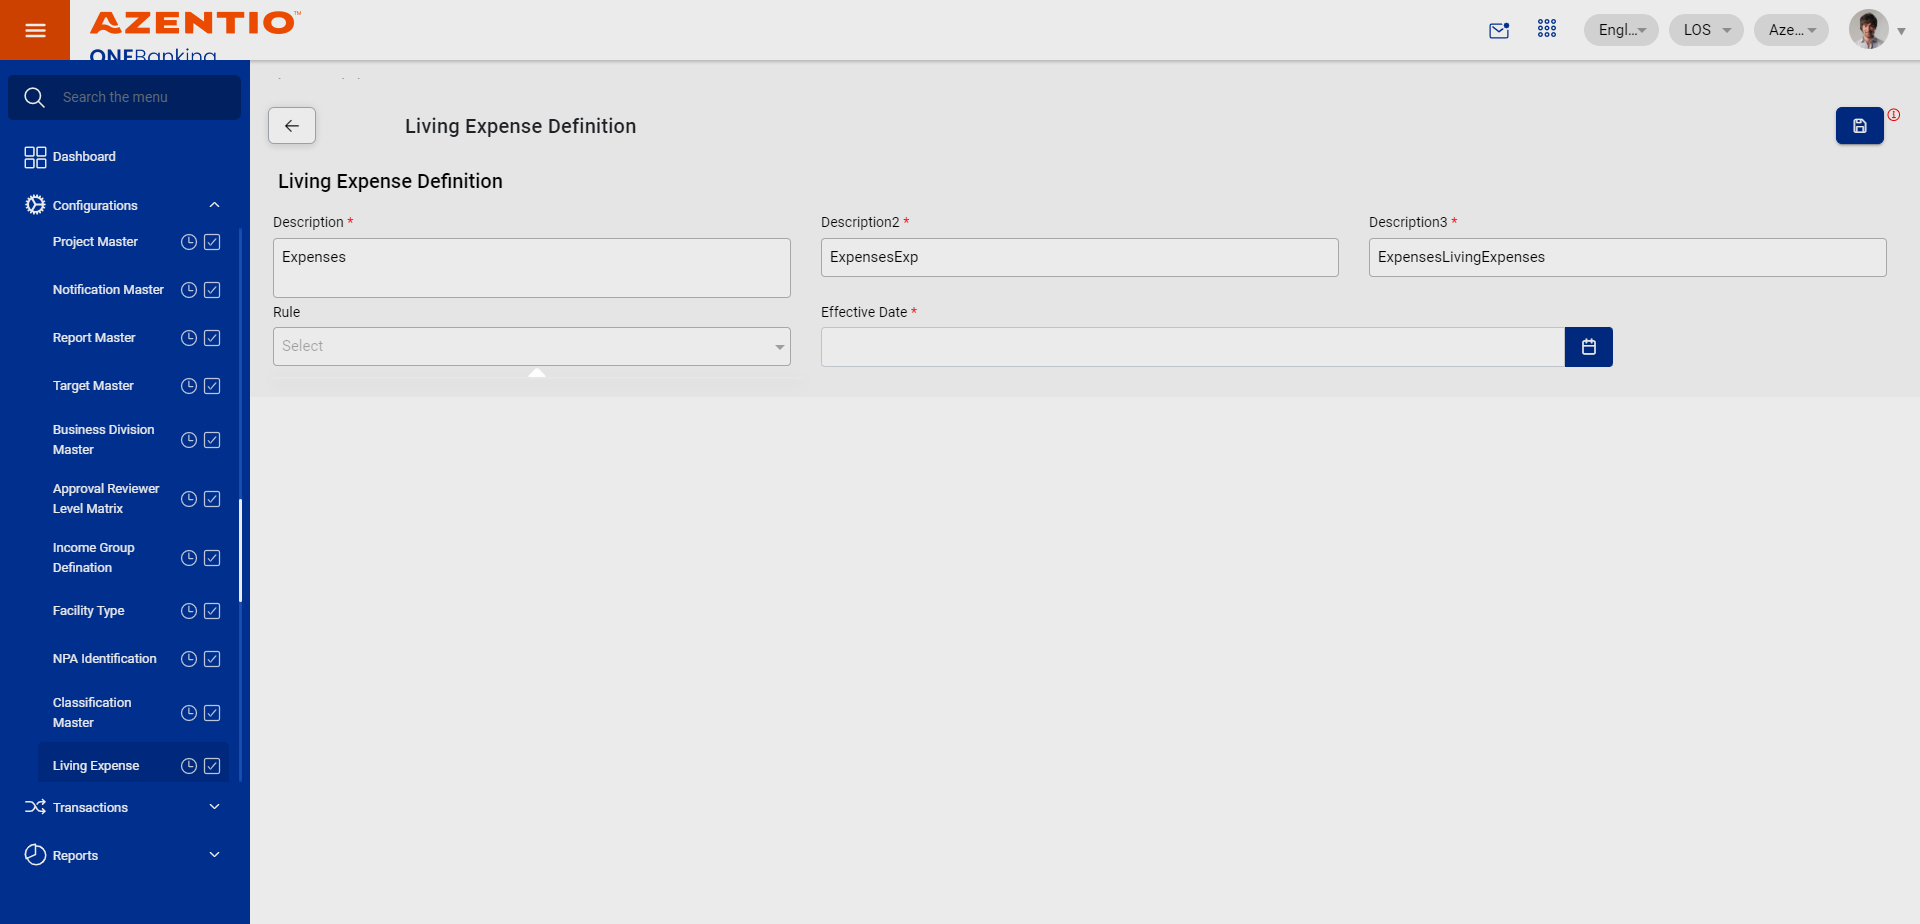 AZENTIO™
ONEBanking
Engl...
LOS
Aze...
Search the menu
Dashboard
Configurations
Project Master
Notification Master
Report Master
Target Master
Business Division
Master
Approval Reviewer
Level Matrix
Income Group
Defination
Facility Type
NPA Identification
Classification
Master
Living Expense
Transactions
Reports
Living Expense Definition
Living Expense Definition
Description *
Expenses
Description2 *
ExpensesExp
Description3 *
ExpensesLivingExpenses
Rule
Select
Effective Date *